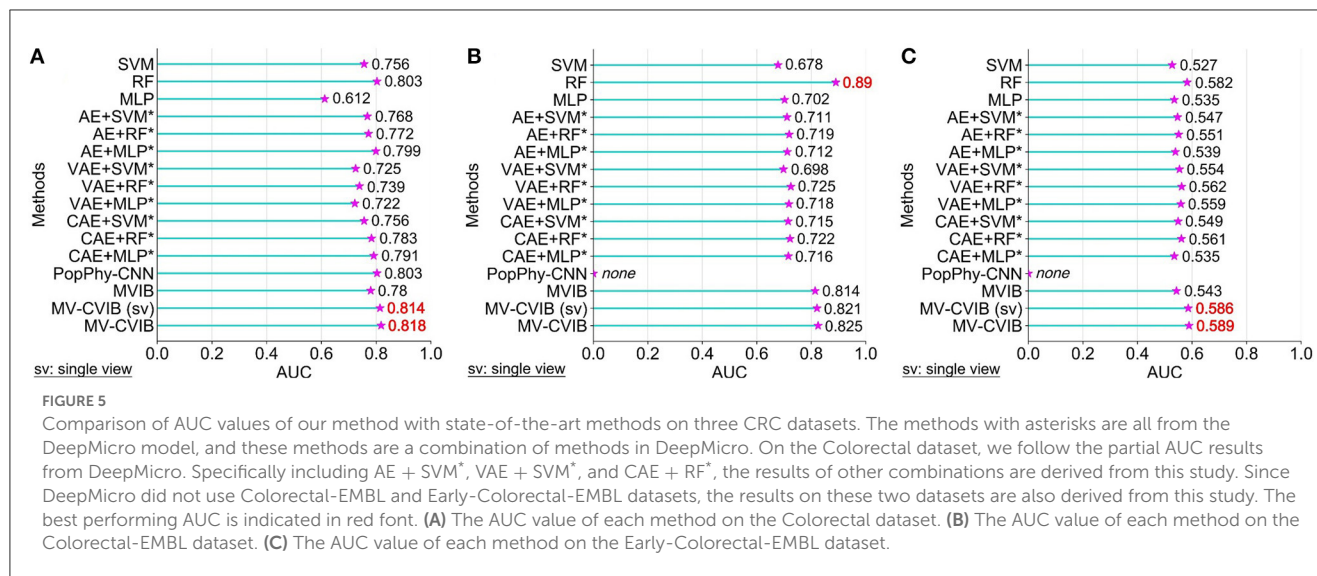 A
Methods
SVM 0.756
RF 0.803
MLP 0.612
AE+SVM* 0.768
AE+RF* 0.772
AE+MLP* 0.799
VAE+SVM* 0.725
VAE+RF* 0.739
VAE+MLP* 0.722
CAE+SVM* 0.756
CAE+RF* 0.783
CAE+MLP* 0.791
PopPhy-CNN 0.803
MVIB 0.78
MV-CVIB (sv) 0.814
MV-CVIB 0.818
0.0 0.2 0.4 0.6 0.8 1.0
sv: single view AUC
B
Methods
SVM 0.678
RF 0.89
MLP 0.702
AE+SVM* 0.711
AE+RF* 0.719
AE+MLP* 0.712
VAE+SVM* 0.698
VAE+RF* 0.725
VAE+MLP* 0.718
CAE+SVM* 0.715
CAE+RF* 0.722
CAE+MLP* 0.716
PopPhy-CNN none
MVIB 0.814
MV-CVIB (sv) 0.821
MV-CVIB 0.825
0.0 0.2 0.4 0.6 0.8 1.0
sv: single view AUC
C
Methods
SVM 0.527
RF 0.582
MLP 0.535
AE+SVM* 0.547
AE+RF* 0.551
AE+MLP* 0.539
VAE+SVM* 0.554
VAE+RF* 0.562
VAE+MLP* 0.559
CAE+SVM* 0.549
CAE+RF* 0.561
CAE+MLP* 0.535
PopPhy-CNN none
MVIB 0.543
MV-CVIB (sv) 0.586
MV-CVIB 0.589
0.0 0.2 0.4 0.6 0.8 1.0
sv: single view AUC
FIGURE 5
Comparison of AUC values of our method with state-of-the-art methods on three CRC datasets. The methods with asterisks are all from the
DeepMicro model, and these methods are a combination of methods in DeepMicro. On the Colorectal dataset, we follow the partial AUC results
from DeepMicro. Specifically including AE + SVM*, VAE + SVM*, and CAE + RF*, the results of other combinations are derived from this study. Since
DeepMicro did not use Colorectal-EMBL and Early-Colorectal-EMBL datasets, the results on these two datasets are also derived from this study. The
best performing AUC is indicated in red font. (A) The AUC value of each method on the Colorectal dataset. (B) The AUC value of each method on the
Colorectal-EMBL dataset. (C) The AUC value of each method on the Early-Colorectal-EMBL dataset.